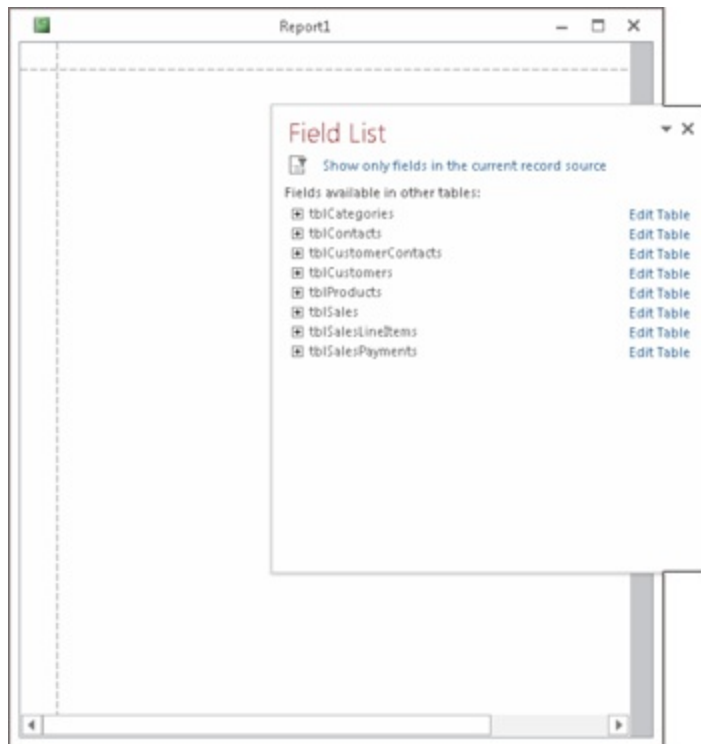 Report1
Field List
Show only fields in the current record source
Fields available in other tables:
tblCategories Edit Table
tblContacts Edit Table
tblCustomerContacts Edit Table
tblCustomers Edit Table
tblProducts Edit Table
tblSales Edit Table
tblSalesLineItems Edit Table
tblSalesPayments Edit Table